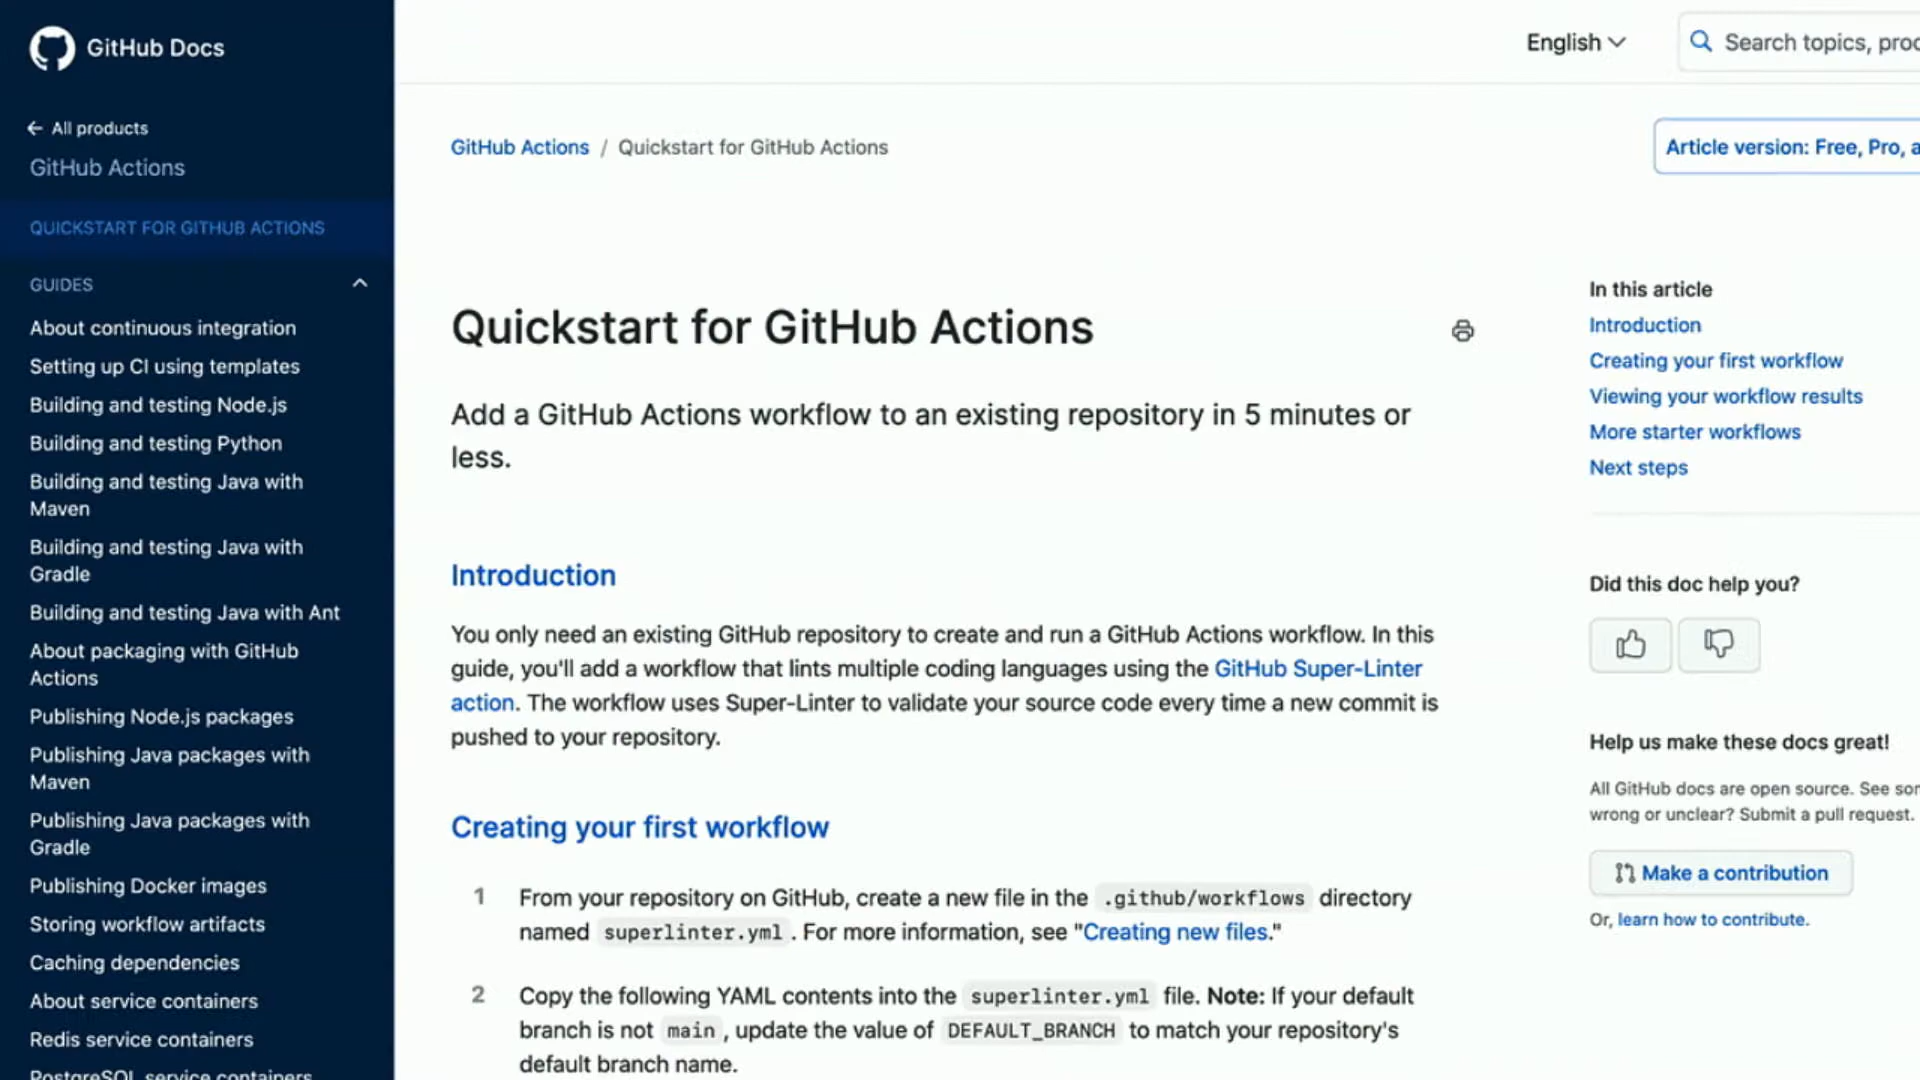 GitHub Docs
English
Search topics, proc
All products
GitHub Actions
GitHub Actions / Quickstart for GitHub Actions
Article version: Free, Pro, a
QUICKSTART FOR GITHUB ACTIONS
GUIDES
About continuous integration
Setting up CI using templates
Building and testing Node.js
Building and testing Python
Building and testing Java with
Maven
Building and testing Java with
Gradle
Building and testing Java with Ant
About packaging with GitHub
Actions
Publishing Node.js packages
Publishing Java packages with
Maven
Publishing Java packages with
Gradle
Publishing Docker images
Storing workflow artifacts
Caching dependencies
About service containers
Redis service containers
PostgreSQL service containers
Quickstart for GitHub Actions
Add a GitHub Actions workflow to an existing repository in 5 minutes or
less.
Introduction
You only need an existing GitHub repository to create and run a GitHub Actions workflow. In this
guide, you'll add a workflow that lints multiple coding languages using the GitHub Super-Linter
action. The workflow uses Super-Linter to validate your source code every time a new commit is
pushed to your repository.
Creating your first workflow
1 From your repository on GitHub, create a new file in the .github/workflows directory
named superlinter.yml. For more information, see "Creating new files."
2 Copy the following YAML contents into the superlinter.yml file. Note: If your default
branch is not main, update the value of DEFAULT_BRANCH to match your repository's
default branch name.
In this article
Introduction
Creating your first workflow
Viewing your workflow results
More starter workflows
Next steps
Did this doc help you?
Help us make these docs great!
All GitHub docs are open source. See son
wrong or unclear? Submit a pull request.
Make a contribution
Or, learn how to contribute.